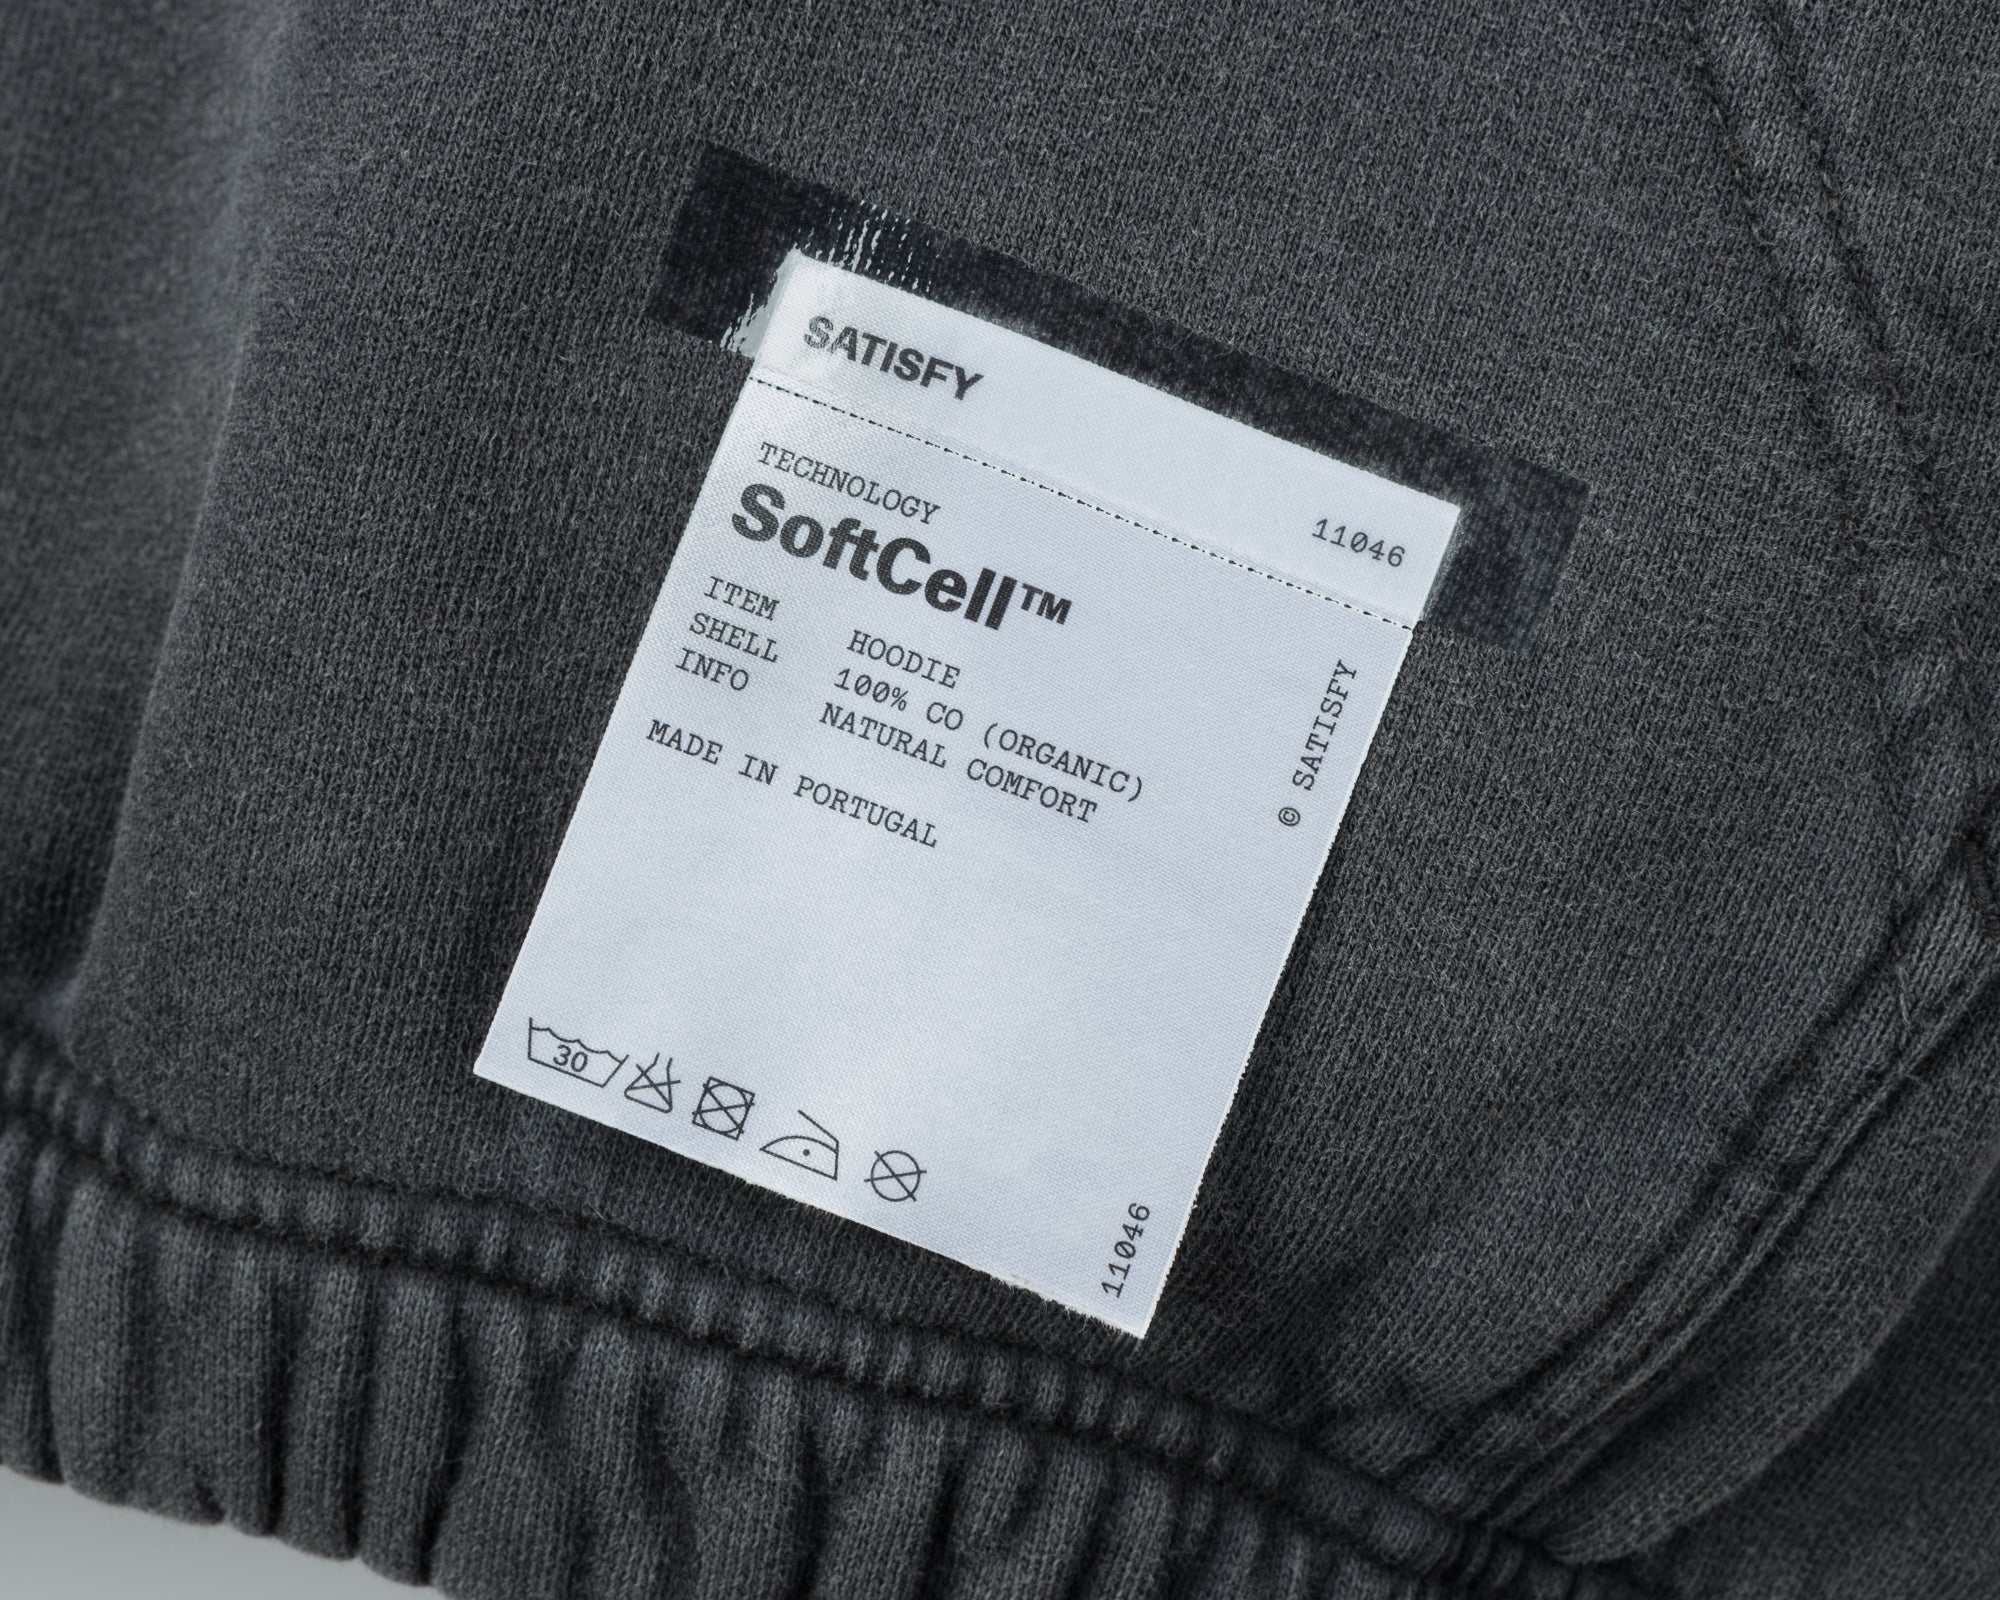 SATISFY
11046
TECHNOLOGY
SoftCell™
ITEM HOODIE
SHELL 100% CO (ORGANIC)
INFO NATURAL COMFORT
MADE IN PORTUGAL
© SATISFY
30
11046